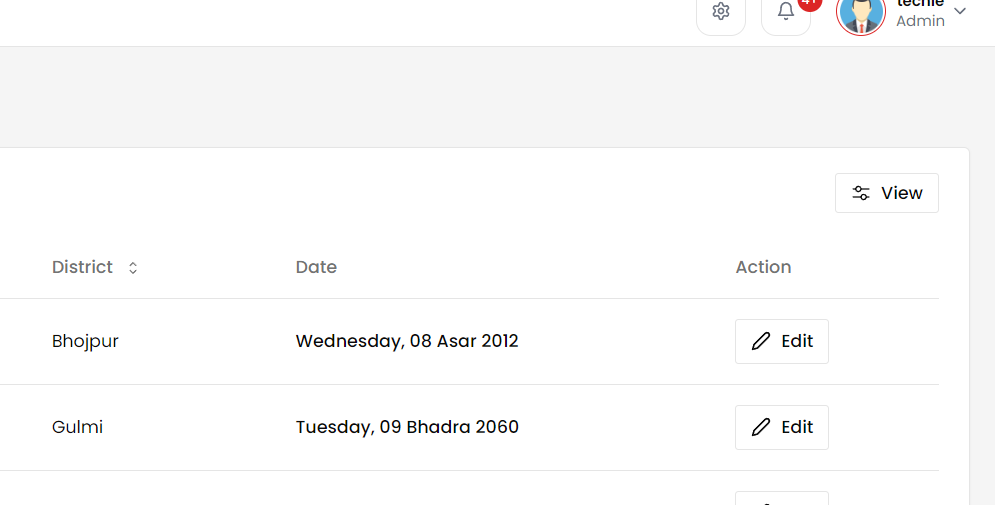 techie
Admin
View
District Date Action
Bhojpur Wednesday, 08 Asar 2012 Edit
Gulmi Tuesday, 09 Bhadra 2060 Edit